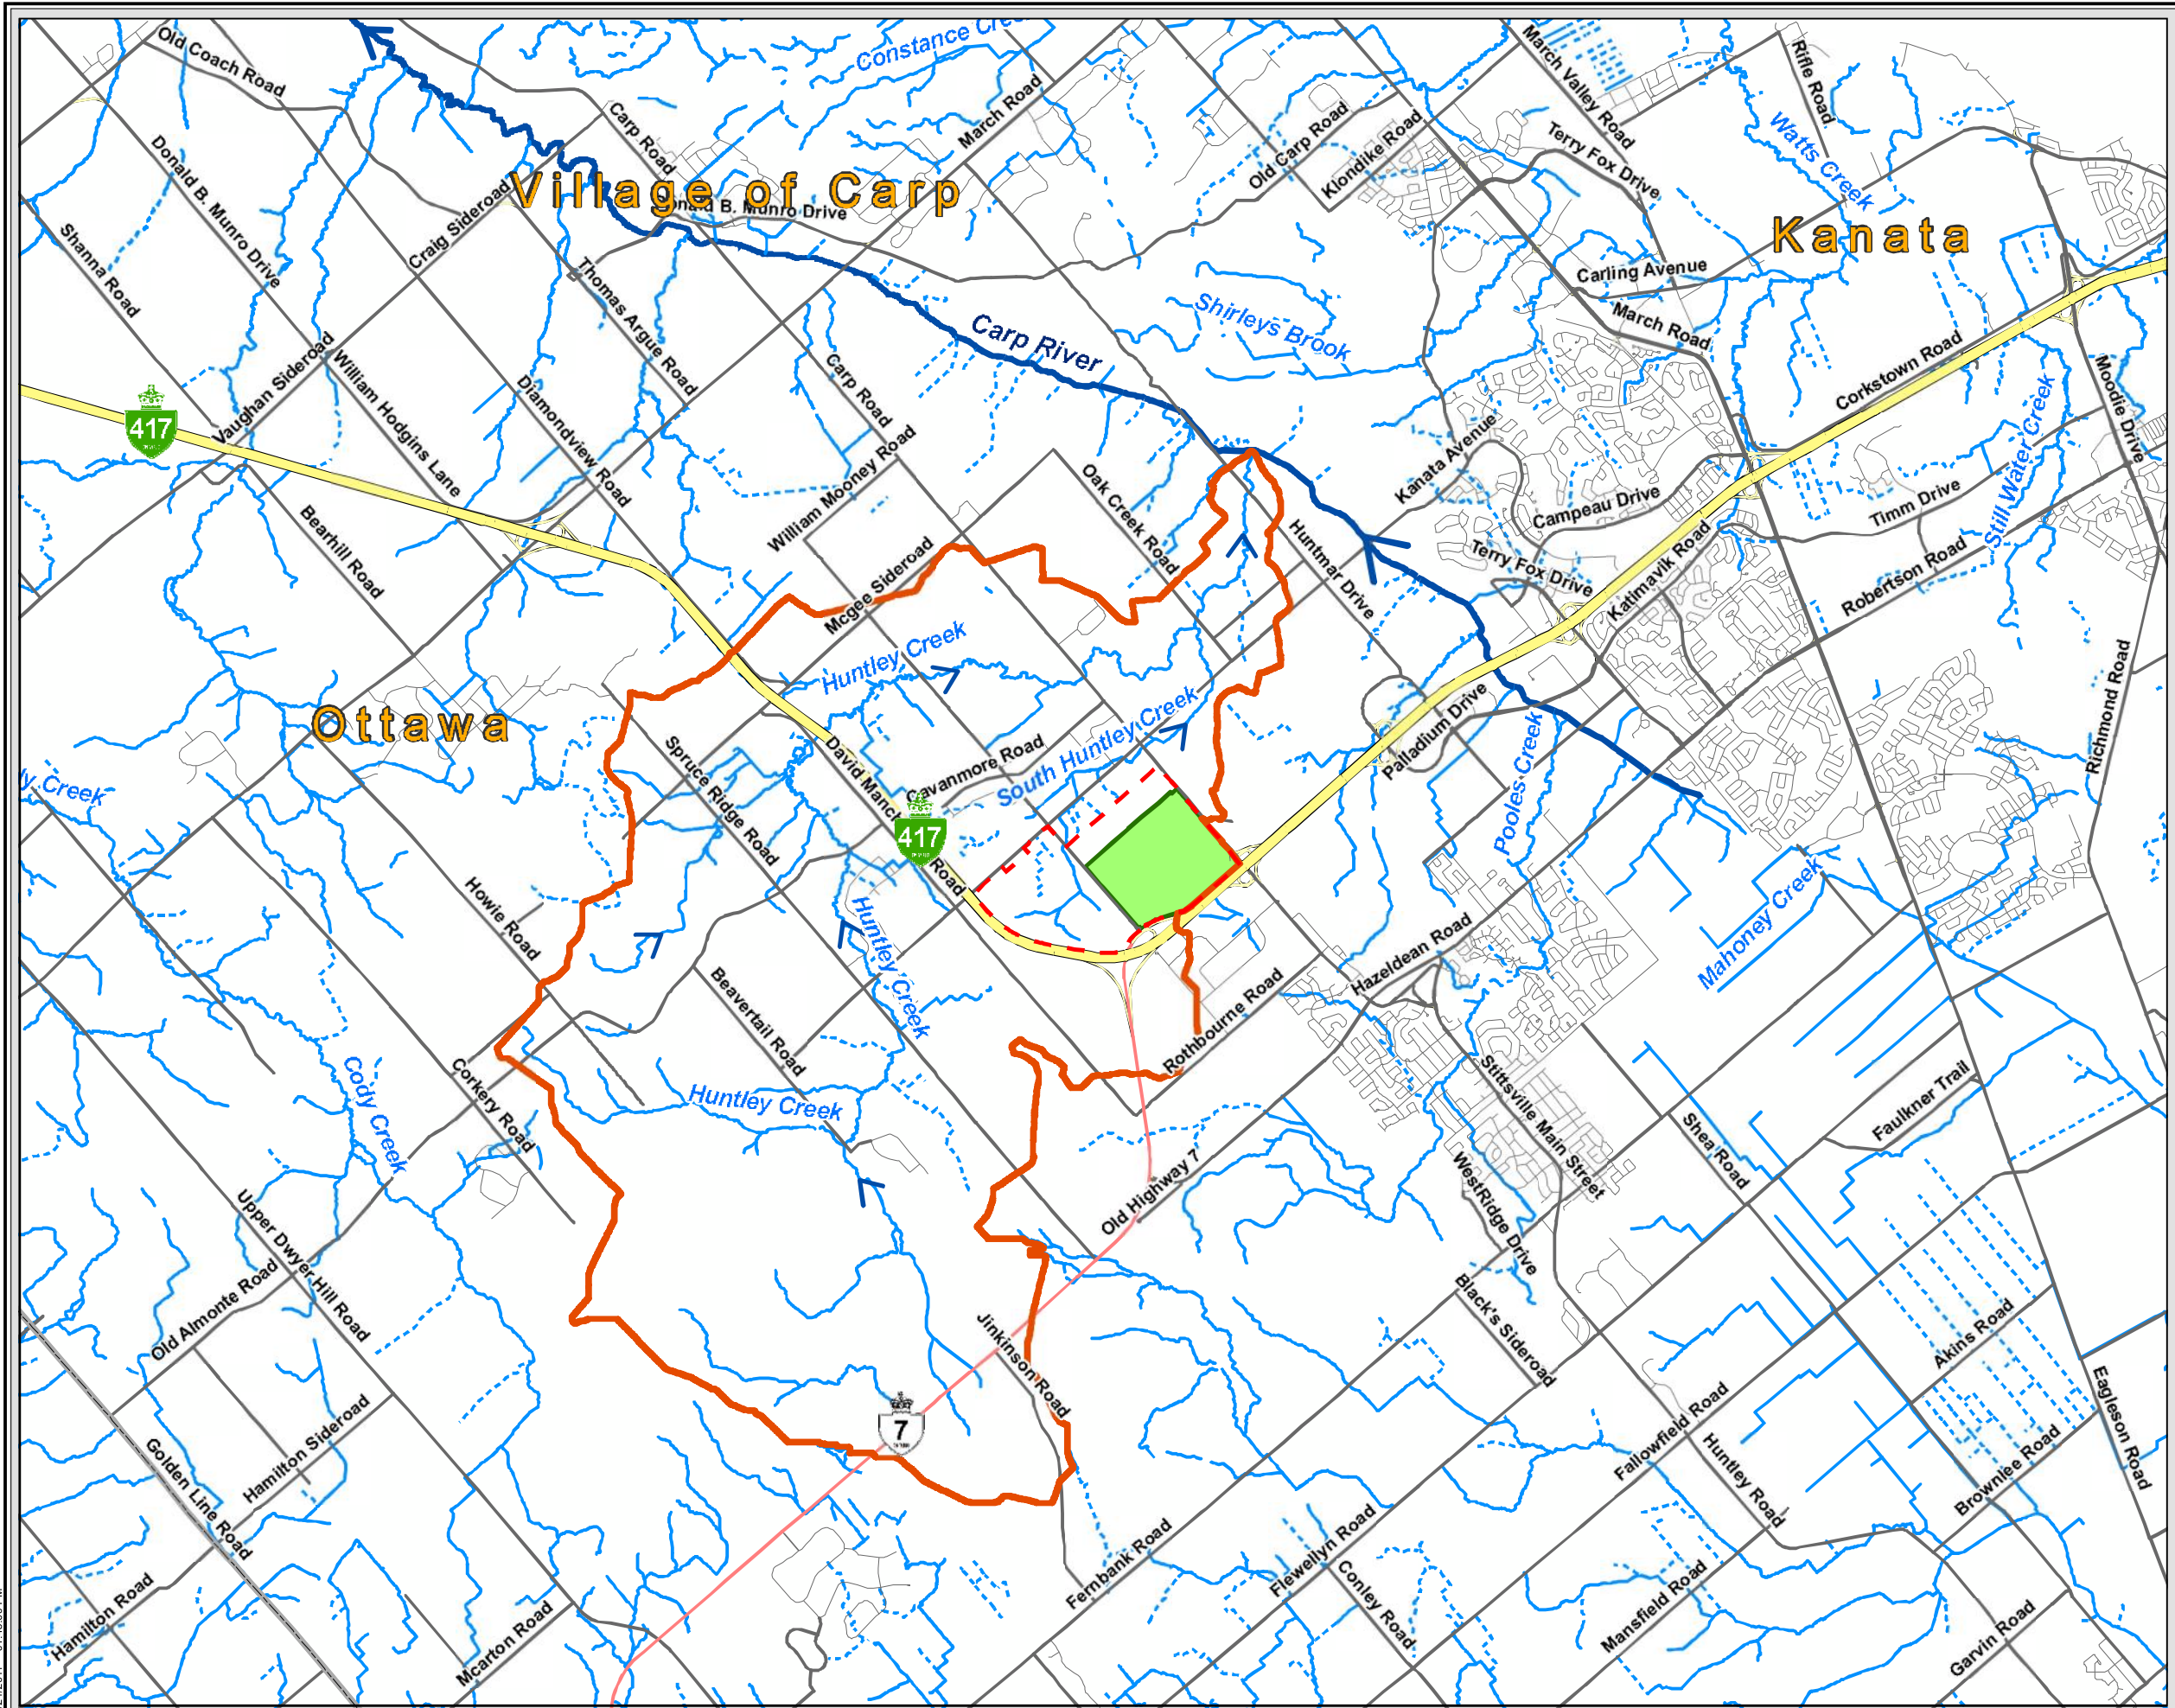 Old Coach Road
Constance
March Road
Carp Road
March Valley Road
Rifle Road
Watts Creek
Old Carp Road
Klondike Road
Terry Fox Drive
Donald B. Munro Drive
Craig Sideroad
Village of Carp
B. Munro Drive
Kanata
Shanna Road
Thomas Argue Road
Carling Avenue
March Road
Shirleys Brook
Carp River
Corkstown Road
Moodie Drive
Still Water Creek
417
Vaughan Sideroad
William Hodgins Lane
Diamondview Road
Carp Road
William Mooney Road
Oak Creek Road
Kanata Avenue
Campeau Drive
Timm Drive
Terry Fox Drive
Katimavik Road
Robertson Road
Bearhill Road
Huntmar Drive
Mcgee Sideroad
Huntley Creek
Richmond Road
Ottawa
South Huntley Creek
Palladium Drive
Pooles Creek
Spruce Ridge Road
David Manch
Road
Cavanmore Road
417
y Creek
Howie Road
Huntley Creek
Hazeldean Road
Mahoney Creek
Beavertail Road
Rothbourne Road
Cody Creek
Corkery Road
Huntley Creek
Stittsville Main Street
Shea Road
Faulkner Trail
Old Highway 7
WestRidge Drive
Upper Dwyer Hill Road
Old Almonte Road
Black's Sideroad
Jinkinson Road
Akins Road
Eagleson Road
Hamilton Sideroad
7
Golden Line Road
Fallowfield Road
Huntley Road
Brownlee Road
Fernbank Road
Flewellyn Road
Conley Road
Mansfield Road
Garvin Road
Hamilton Road
Mcarton Road